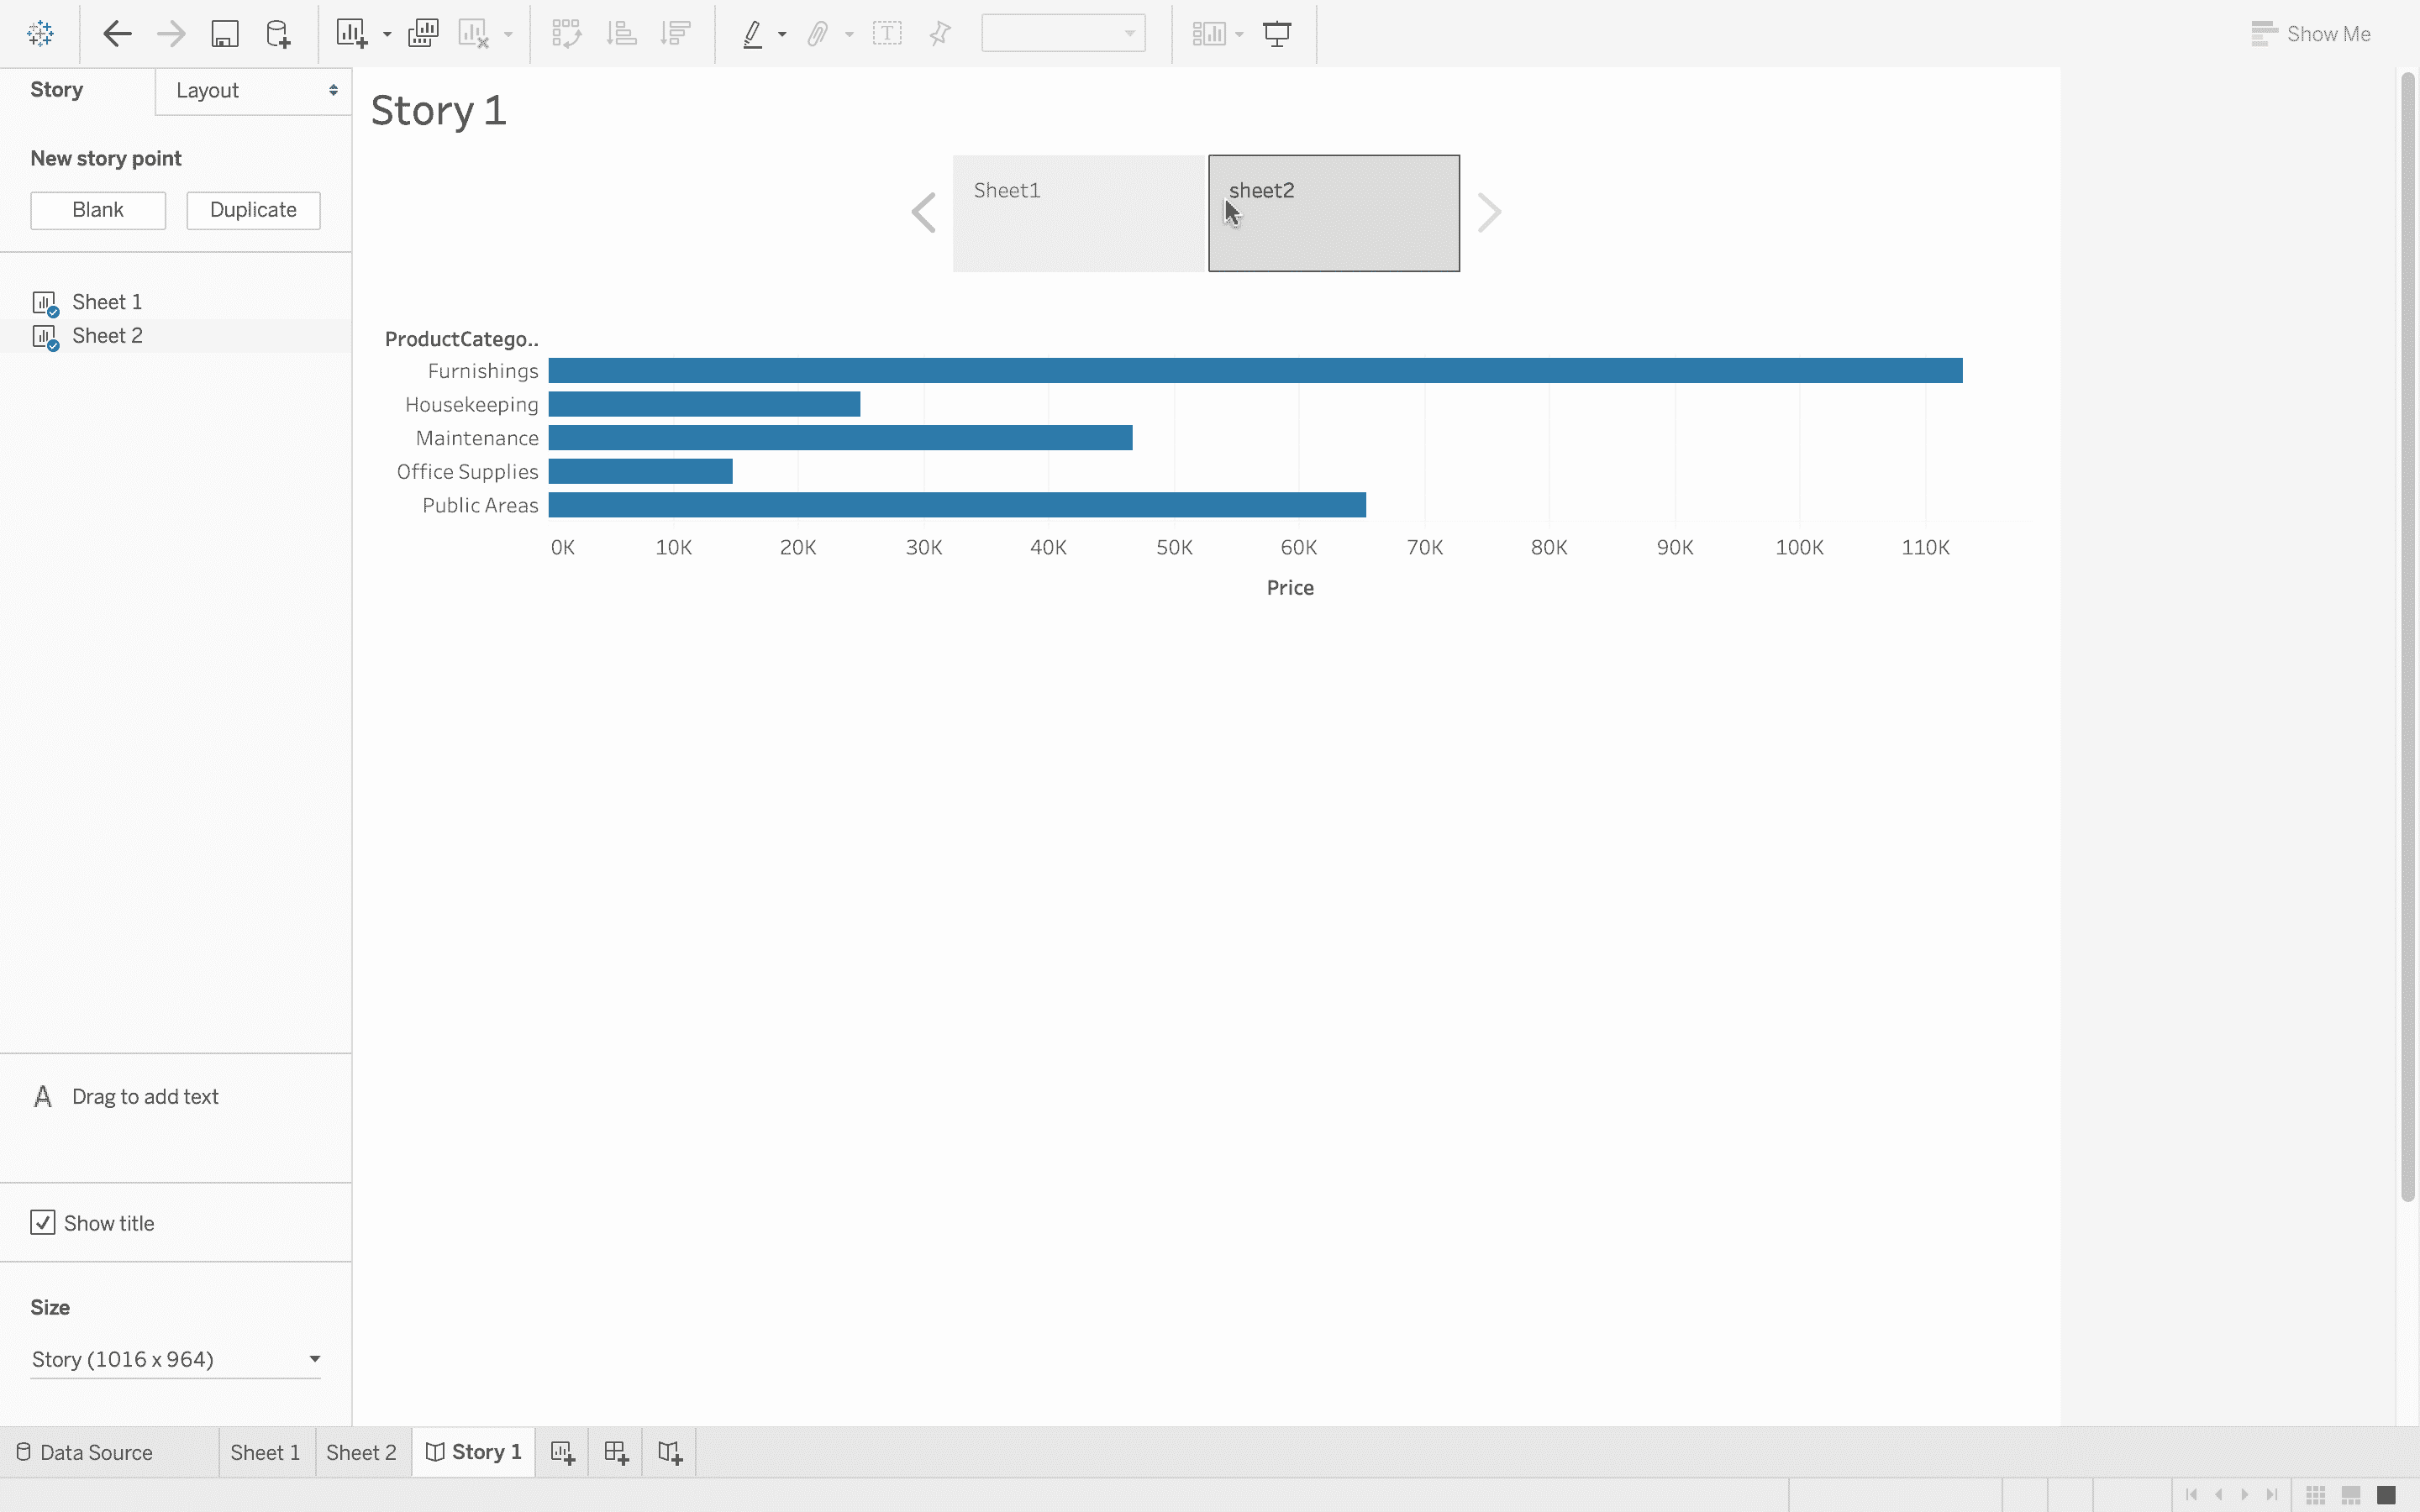 Show Me
Story
Layout
Story 1
New story point
Blank
Duplicate
Sheet1
sheet2
Sheet 1
Sheet 2
ProductCatego..
Furnishings
Housekeeping
Maintenance
Office Supplies
Public Areas
0K 10K 20K 30K 40K 50K 60K 70K 80K 90K 100K 110K
Price
A Drag to add text
Show title
Size
Story (1016 x 964)
Data Source Sheet 1 Sheet 2 Story 1